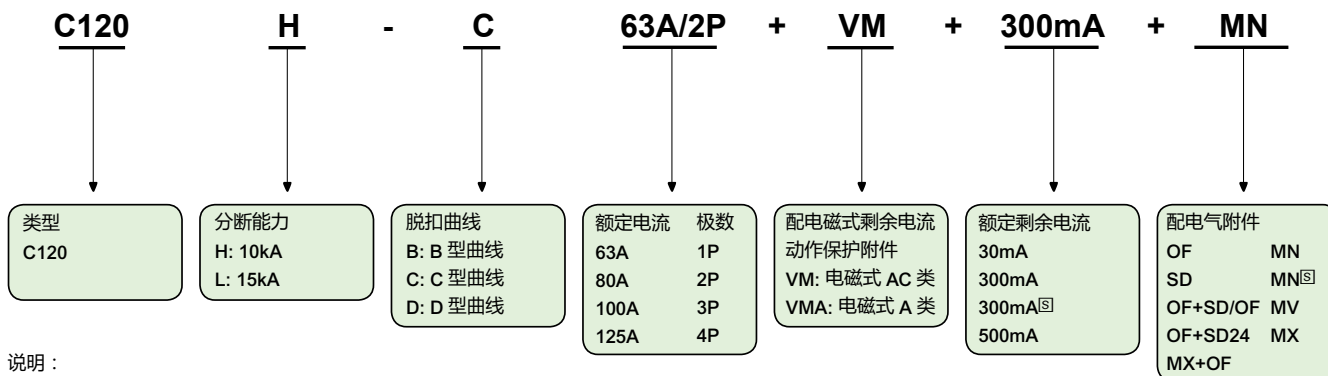 C120 H - C 63A/2P + VM + 300mA + MN
类型
C120
分断能力
H: 10kA
L: 15kA
脱扣曲线
B: B 型曲线
C: C 型曲线
D: D 型曲线
额定电流 极数
63A 1P
80A 2P
100A 3P
125A 4P
配电磁式剩余电流
动作保护附件
VM: 电磁式 AC 类
VMA: 电磁式 A 类
额定剩余电流
30mA
300mA
300mA🅂
500mA
配电气附件
OF MN
SD MN🅂
OF+SD/OF MV
OF+SD24 MX
MX+OF
说明：